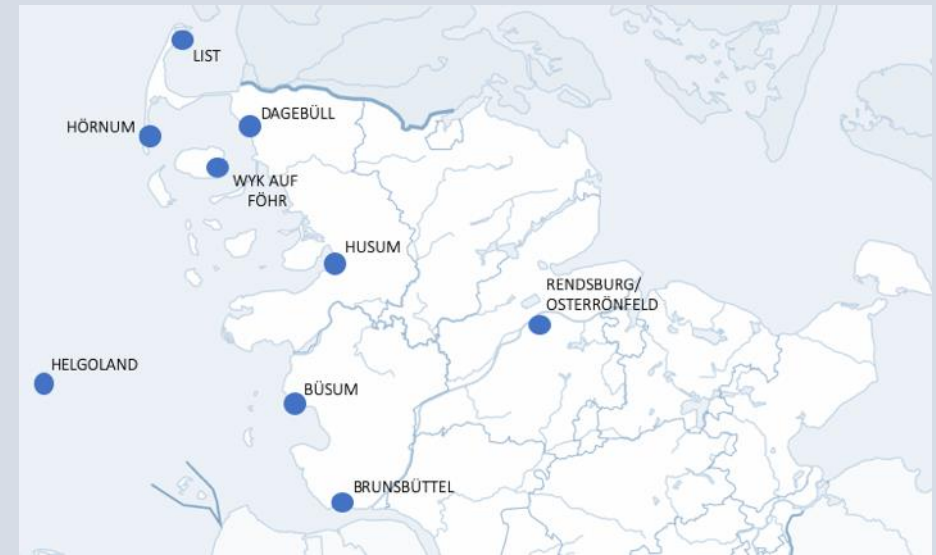 LIST
HÖRNUM
DAGEBÜLL
WYK AUF
FÖHR
HUSUM
RENDSBURG/
OSTERRÖNFELD
HELGOLAND
BÜSUM
BRUNSBÜTTEL